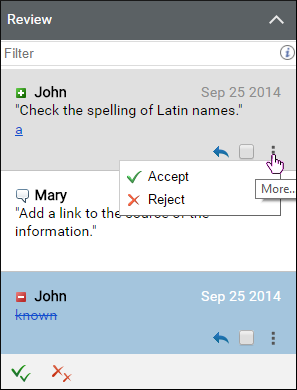 Review
Filter
John Sep 25 2014
"Check the spelling of Latin names."
a
Accept
Reject
More..
Mary
"Add a link to the source of the
information."
John Sep 25 2014
known